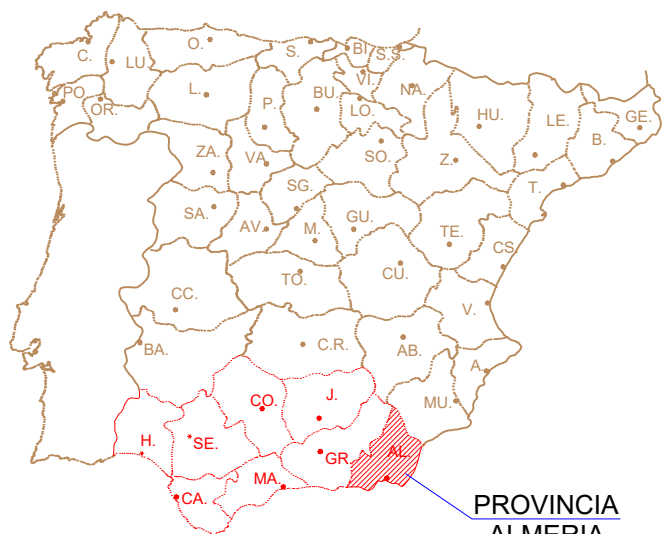 C.
LU
O.
S.
BI.
S.S.
VI.
NA.
PO.
OR.
L.
P.
BU.
LO.
HU.
LE.
GE.
B.
ZA.
VA.
SO.
Z.
T.
SA.
AV.
SG.
M.
GU.
TE.
CS.
CC.
TO.
CU.
V.
BA.
C.R.
AB.
A.
MU.
H.
SE.
CO.
J.
GR.
AL.
CA.
MA.
PROVINCIA
ALMERIA